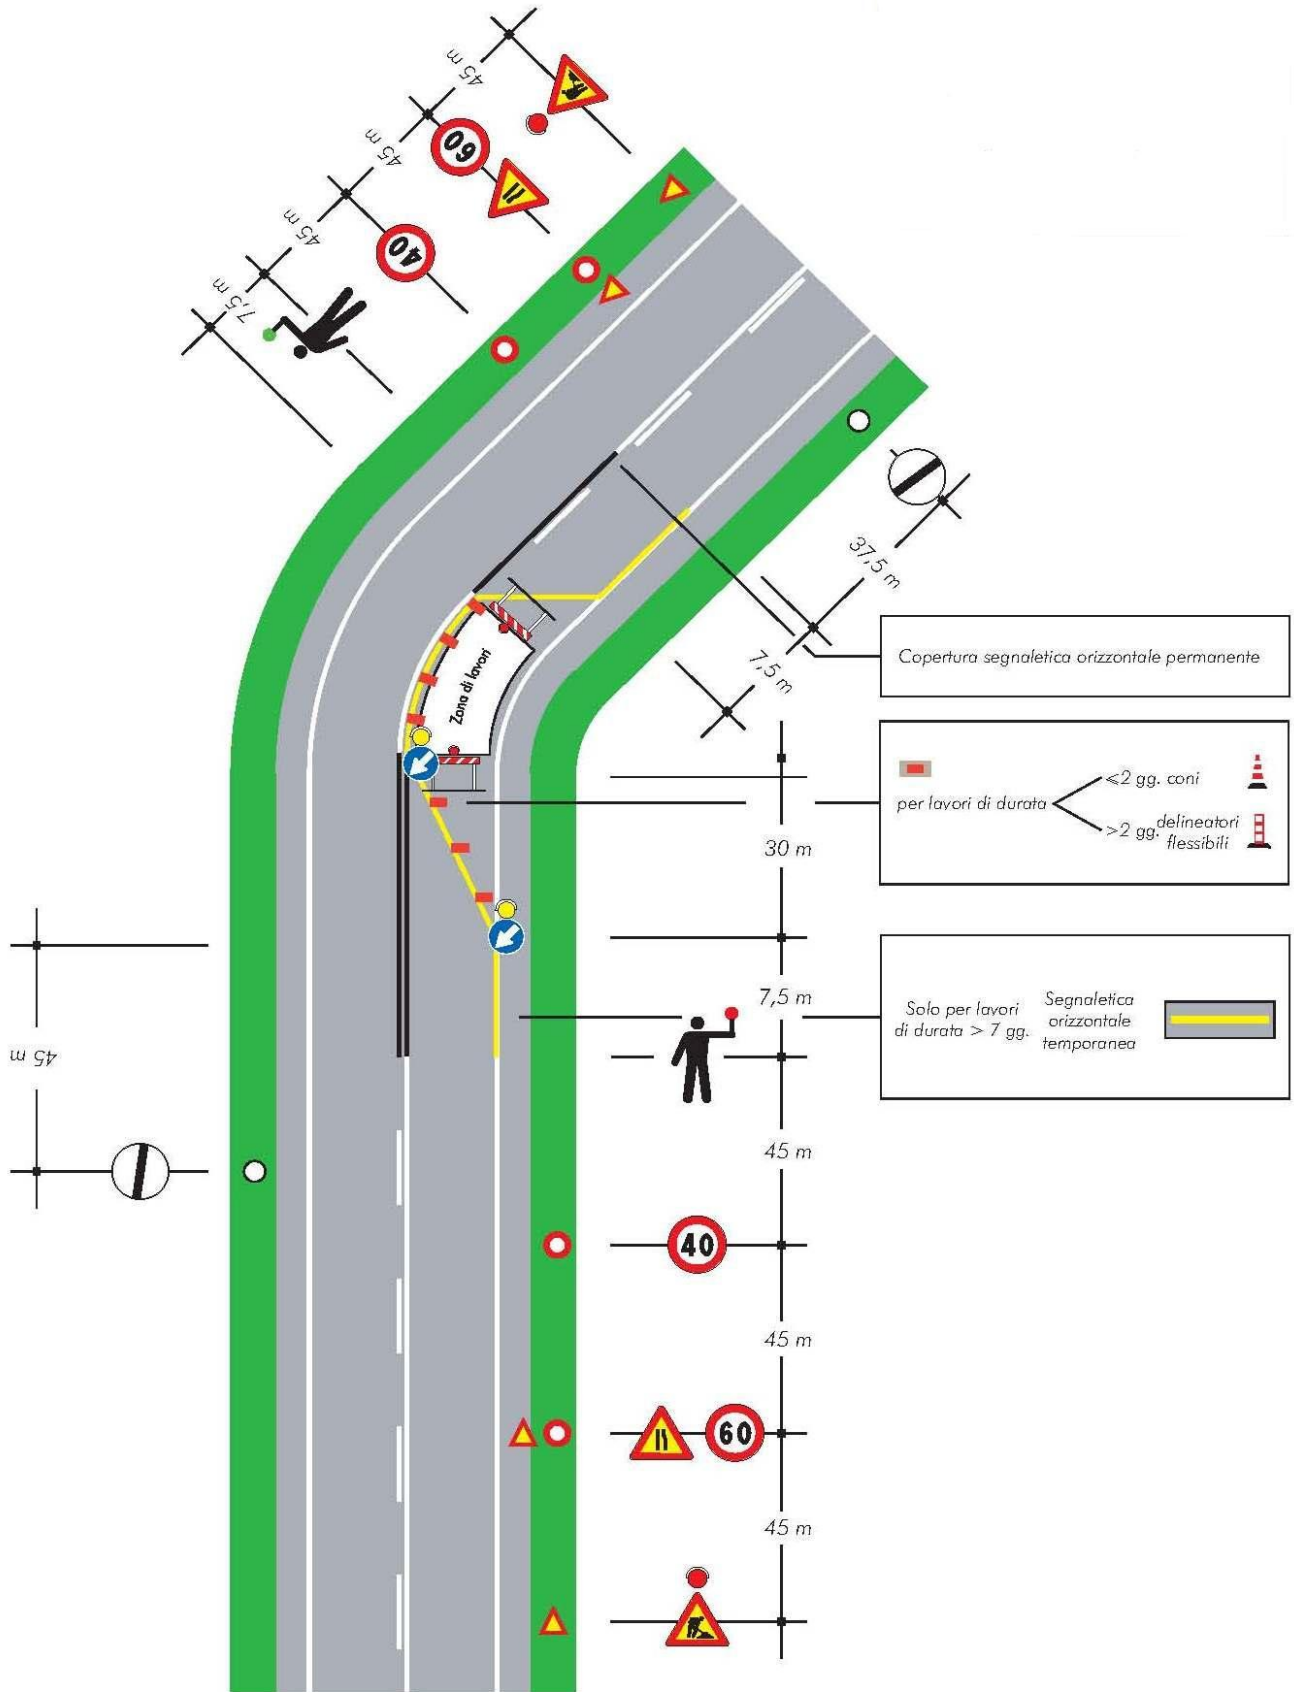 45 m
60
45 m
40
45 m
7,5 m
37,5 m
7,5 m
Copertura segnaletica orizzontale permanente
Zona di lavori
per lavori di durata
≤2 gg. coni
>2 gg. delineatori
flessibili
30 m
7,5 m
Solo per lavori
di durata > 7 gg.
Segnaletica
orizzontale
temporanea
45 m
45 m
40
45 m
60
45 m